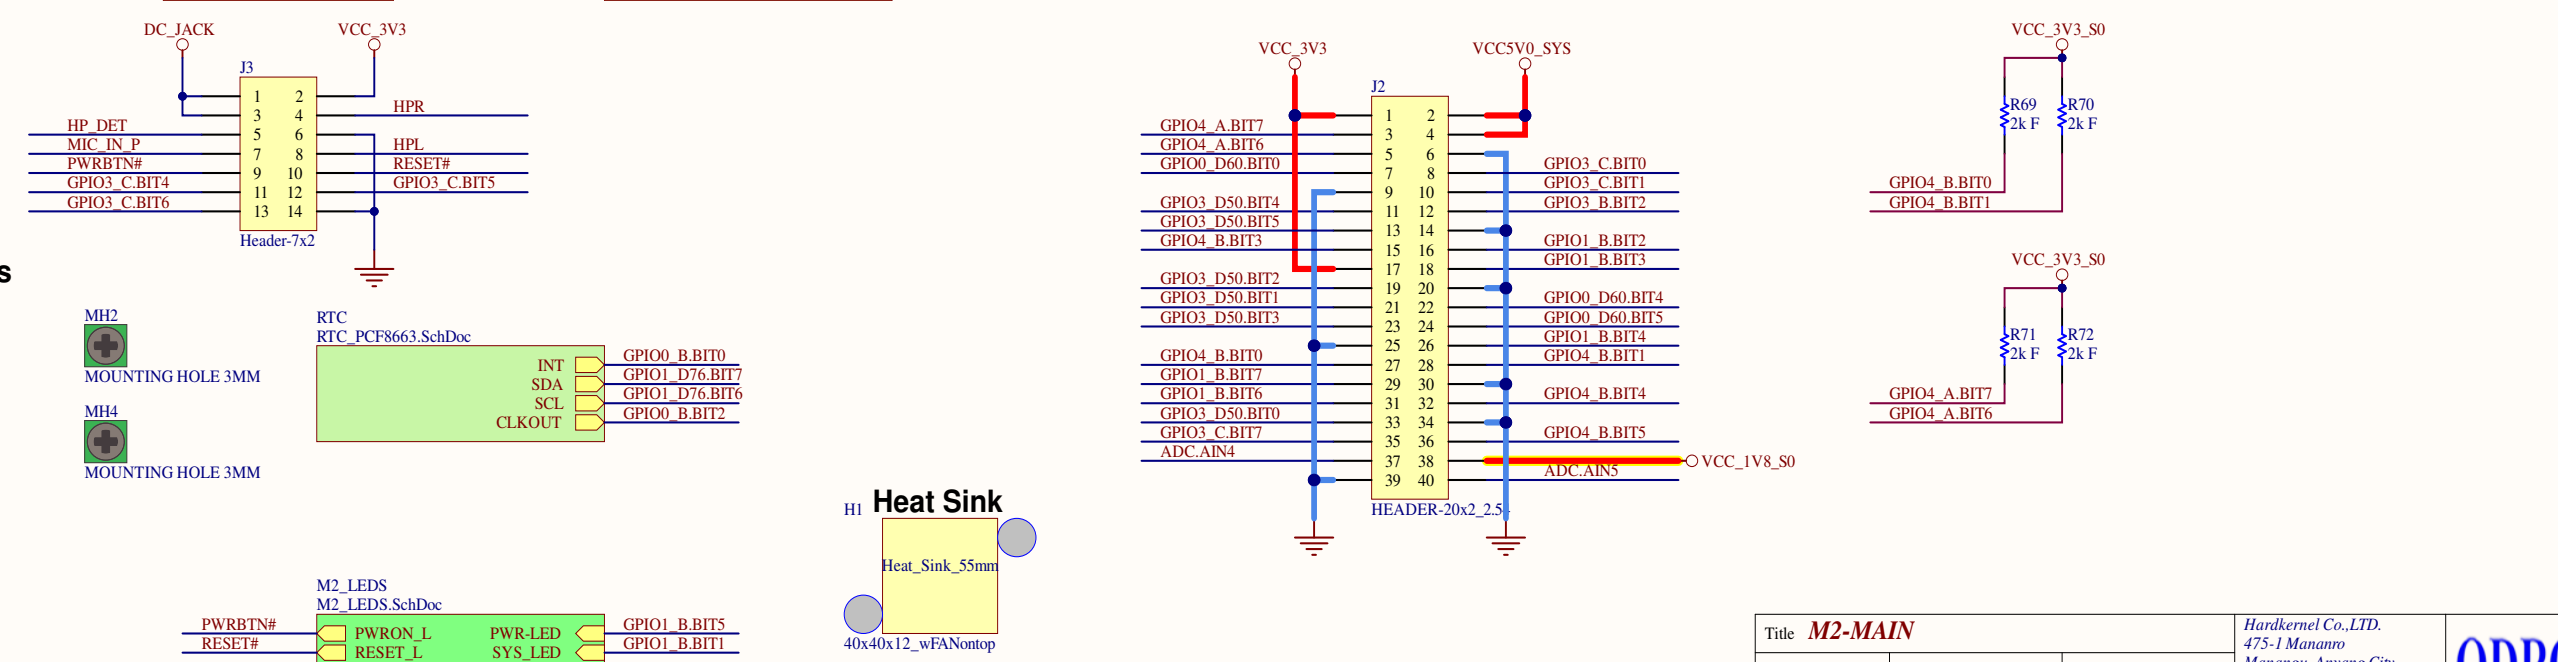 DC_JACK
VCC_3V3
J3
1 2
3 4
5 6
7 8
9 10
11 12
13 14
HP_DET
MIC_IN_P
PWRBTN#
GPIO3_C.BIT4
GPIO3_C.BIT6
HPR
HPL
RESET#
GPIO3_C.BIT5
Header-7x2
s
MH2
MOUNTING HOLE 3MM
MH4
MOUNTING HOLE 3MM
RTC
RTC_PCF8663.SchDoc
INT
SDA
SCL
CLKOUT
GPIO0_B.BIT0
GPIO1_D76.BIT7
GPIO1_D76.BIT6
GPIO0_B.BIT2
M2_LEDS
M2_LEDS.SchDoc
PWRBTN#
RESET#
PWRON_L
RESET_L
PWR-LED
SYS_LED
GPIO1_B.BIT5
GPIO1_B.BIT1
H1
Heat Sink
Heat_Sink_55mm
40x40x12_wFANontop
VCC_3V3
VCC5V0_SYS
J2
1 2
3 4
5 6
7 8
9 10
11 12
13 14
15 16
17 18
19 20
21 22
23 24
25 26
27 28
29 30
31 32
33 34
35 36
37 38
39 40
GPIO4_A.BIT7
GPIO4_A.BIT6
GPIO0_D60.BIT0
GPIO3_D50.BIT4
GPIO3_D50.BIT5
GPIO4_B.BIT3
GPIO3_D50.BIT2
GPIO3_D50.BIT1
GPIO3_D50.BIT3
GPIO4_B.BIT0
GPIO1_B.BIT7
GPIO1_B.BIT6
GPIO3_D50.BIT0
GPIO3_C.BIT7
ADC.AIN4
GPIO3_C.BIT0
GPIO3_C.BIT1
GPIO3_B.BIT2
GPIO1_B.BIT2
GPIO1_B.BIT3
GPIO0_D60.BIT4
GPIO0_D60.BIT5
GPIO1_B.BIT4
GPIO4_B.BIT1
GPIO4_B.BIT4
GPIO4_B.BIT5
VCC_1V8_S0
ADC.AIN5
HEADER-20x2_2.5
VCC_3V3_S0
R69
2k F
R70
2k F
GPIO4_B.BIT0
GPIO4_B.BIT1
VCC_3V3_S0
R71
2k F
R72
2k F
GPIO4_A.BIT7
GPIO4_A.BIT6
Title M2-MAIN
Hardkernel Co.,LTD.
475-1 Mananro